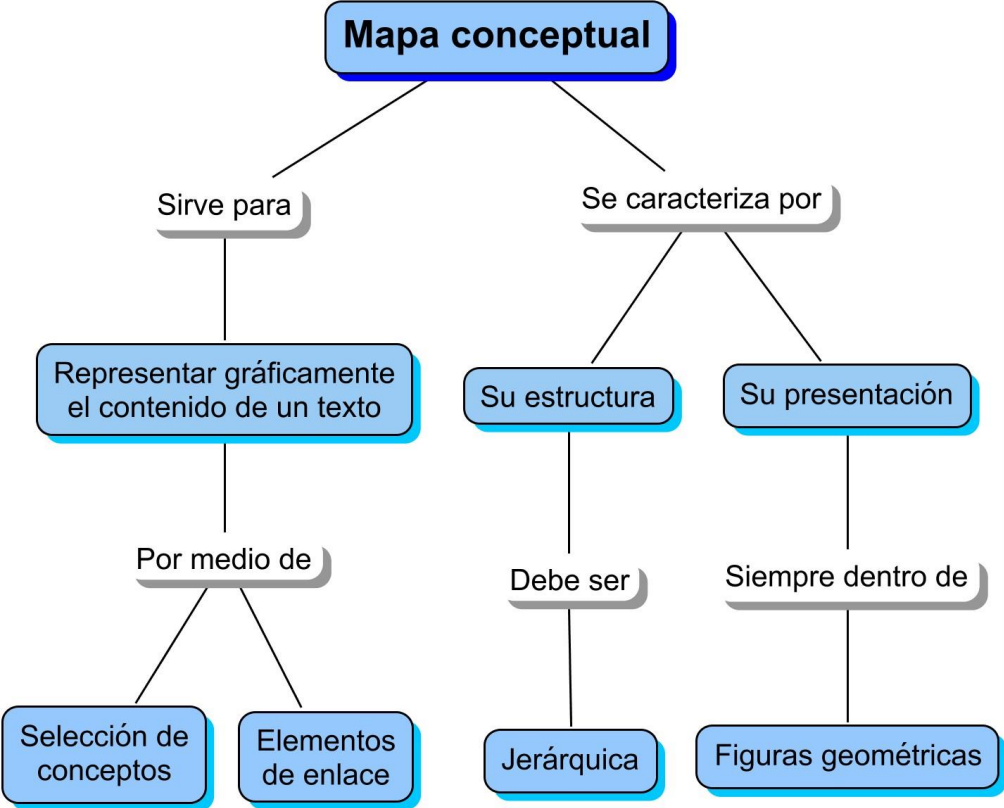 Mapa conceptual
Sirve para
Se caracteriza por
Representar gráficamente
el contenido de un texto
Su estructura
Su presentación
Por medio de
Debe ser
Siempre dentro de
Selección de
conceptos
Elementos
de enlace
Jerárquica
Figuras geométricas